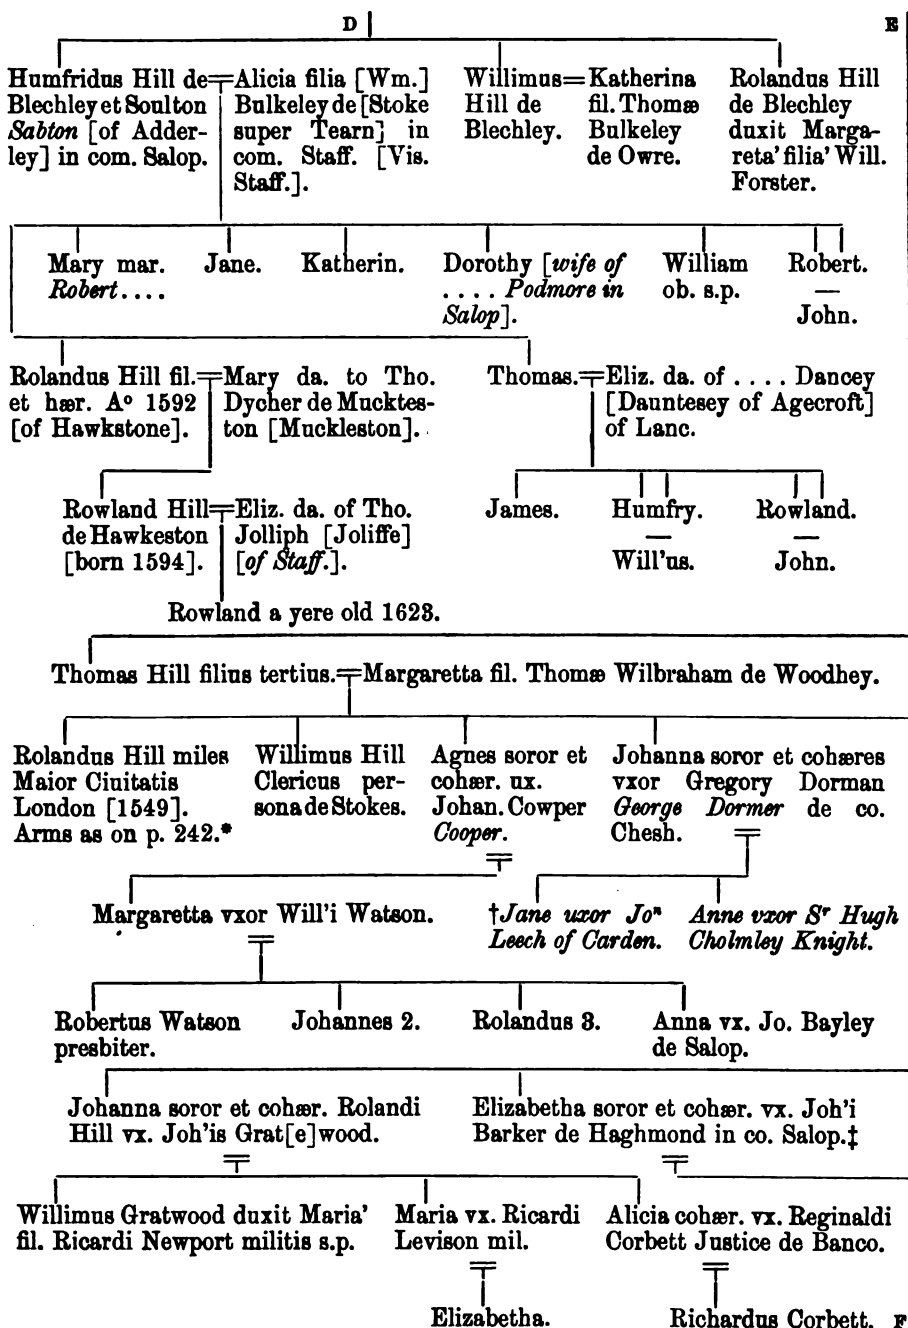 D
E
Humfridus Hill de
Blechley et Soulton
Sabton [of Adder-
ley] in com. Salop.
Alicia filia [Wm.]
Bulkeley de [Stoke
super Tearn] in
com. Staff. [Vis.
Staff.].
Willimus
Hill de
Blechley.
Katherina
fil. Thomæ
Bulkeley
de Owre.
Rolandus Hill
de Blechley
duxit Marga-
reta' filia' Will.
Forster.
Mary mar.
Robert....
Jane.
Katherin.
Dorothy [wife of
.... Podmore in
Salop].
William
ob. s.p.
Robert.
—
John.
Rolandus Hill fil.
et hær. Aº 1592
[of Hawkstone].
Mary da. to Tho.
Dycher de Mucktes-
ton [Muckleston].
Thomas.
Eliz. da. of .... Dancey
[Dauntesey of Agecroft]
of Lanc.
Rowland Hill
de Hawkeston
[born 1594].
Eliz. da. of Tho.
Jolliph [Joliffe]
[of Staff.].
James.
Humfry.
—
Will'us.
Rowland.
—
John.
Rowland a yere old 1623.
Thomas Hill filius tertius.
Margaretta fil. Thomæ Wilbraham de Woodhey.
Rolandus Hill miles
Maior Ciuitatis
London [1549].
Arms as on p. 242.*
Willimus Hill
Clericus per-
sona de Stokes.
Agnes soror et
cohær. ux.
Johan. Cowper
Cooper.
Johanna soror et cohæres
vxor Gregory Dorman
George Dormer de co.
Chesh.
Margaretta vxor Will'i Watson.
†Jane uxor Joⁿ
Leech of Carden.
Anne vxor Sʳ Hugh
Cholmley Knight.
Robertus Watson
presbiter.
Johannes 2.
Rolandus 3.
Anna vx. Jo. Bayley
de Salop.
Johanna soror et cohær. Rolandi
Hill vx. Joh'is Grat[e]wood.
Elizabetha soror et cohær. vx. Joh'i
Barker de Haghmond in co. Salop.‡
Willimus Gratwood duxit Maria'
fil. Ricardi Newport militis s.p.
Maria vx. Ricardi
Levison mil.
Alicia cohær. vx. Reginaldi
Corbett Justice de Banco.
Elizabetha.
Richardus Corbett.
F